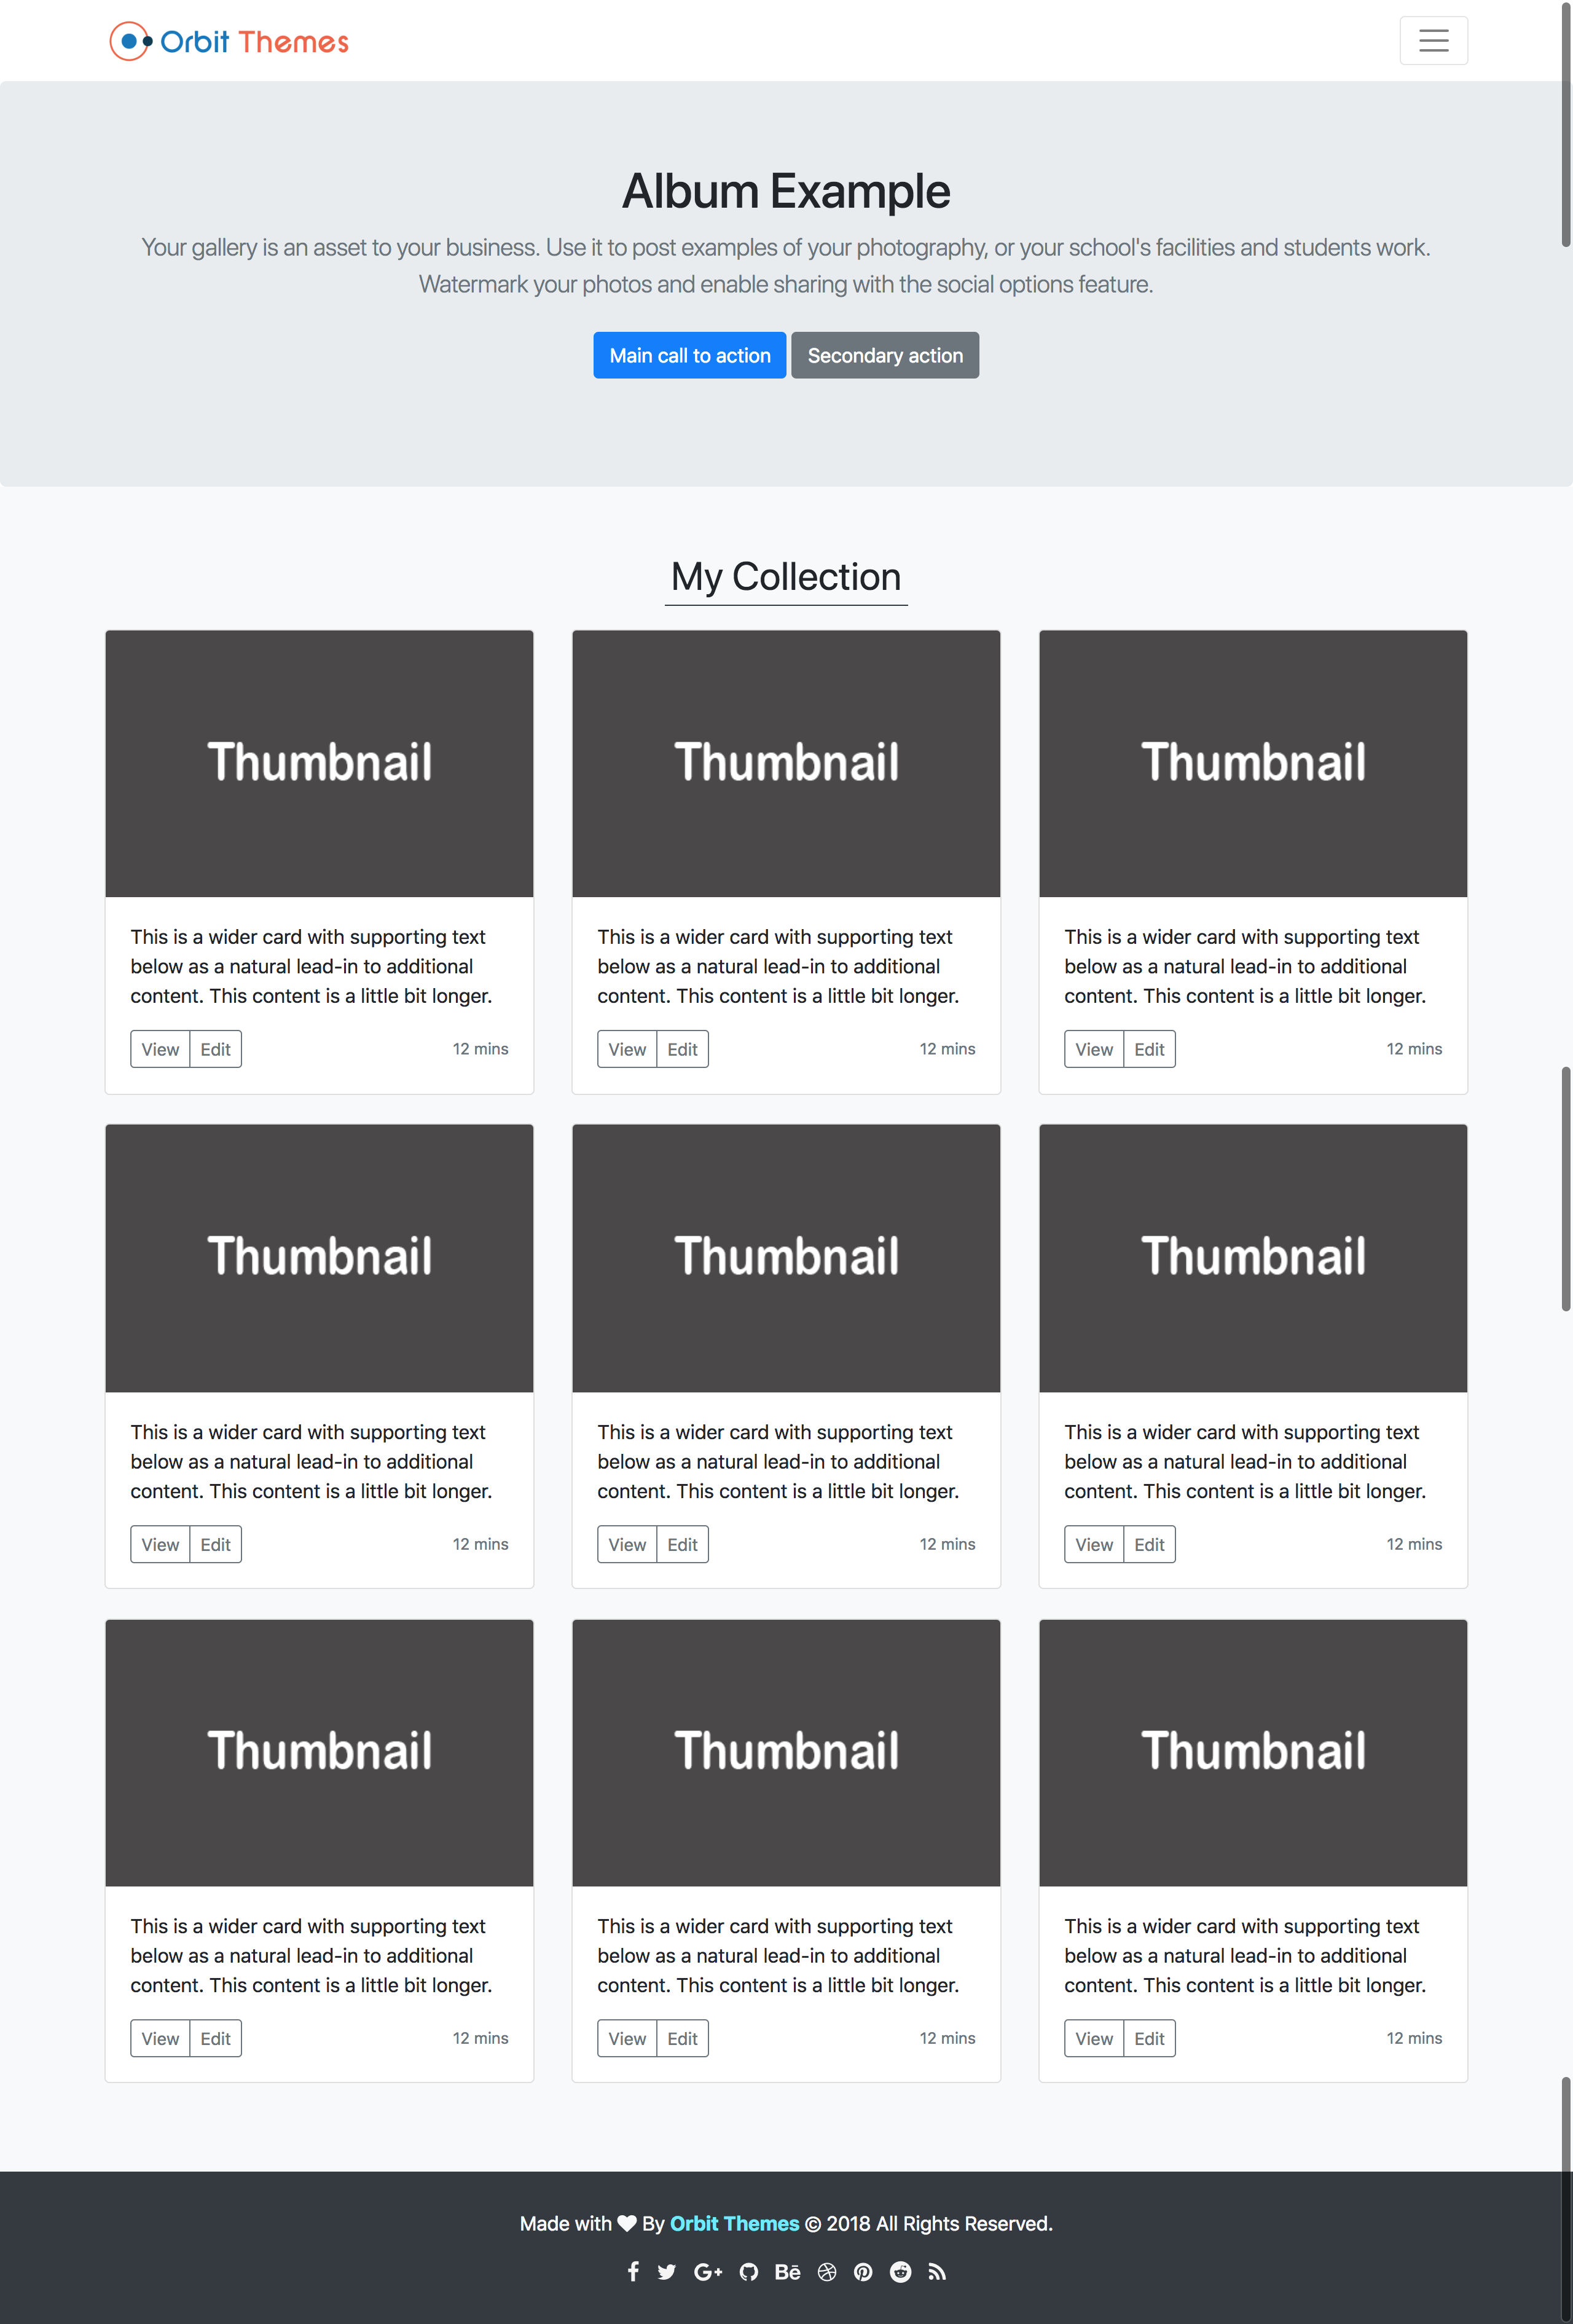 Orbit Themes
Album Example
Your gallery is an asset to your business. Use it to post examples of your photography, or your school's facilities and students work.
Watermark your photos and enable sharing with the social options feature.
Main call to action Secondary action
My Collection
Thumbnail Thumbnail Thumbnail
This is a wider card with supporting text
below as a natural lead-in to additional
content. This content is a little bit longer.
View Edit 12 mins
This is a wider card with supporting text
below as a natural lead-in to additional
content. This content is a little bit longer.
View Edit 12 mins
This is a wider card with supporting text
below as a natural lead-in to additional
content. This content is a little bit longer.
View Edit 12 mins
Thumbnail Thumbnail Thumbnail
This is a wider card with supporting text
below as a natural lead-in to additional
content. This content is a little bit longer.
View Edit 12 mins
This is a wider card with supporting text
below as a natural lead-in to additional
content. This content is a little bit longer.
View Edit 12 mins
This is a wider card with supporting text
below as a natural lead-in to additional
content. This content is a little bit longer.
View Edit 12 mins
Thumbnail Thumbnail Thumbnail
This is a wider card with supporting text
below as a natural lead-in to additional
content. This content is a little bit longer.
View Edit 12 mins
This is a wider card with supporting text
below as a natural lead-in to additional
content. This content is a little bit longer.
View Edit 12 mins
This is a wider card with supporting text
below as a natural lead-in to additional
content. This content is a little bit longer.
View Edit 12 mins
Made with ♥ By Orbit Themes © 2018 All Rights Reserved.
G+ Bē